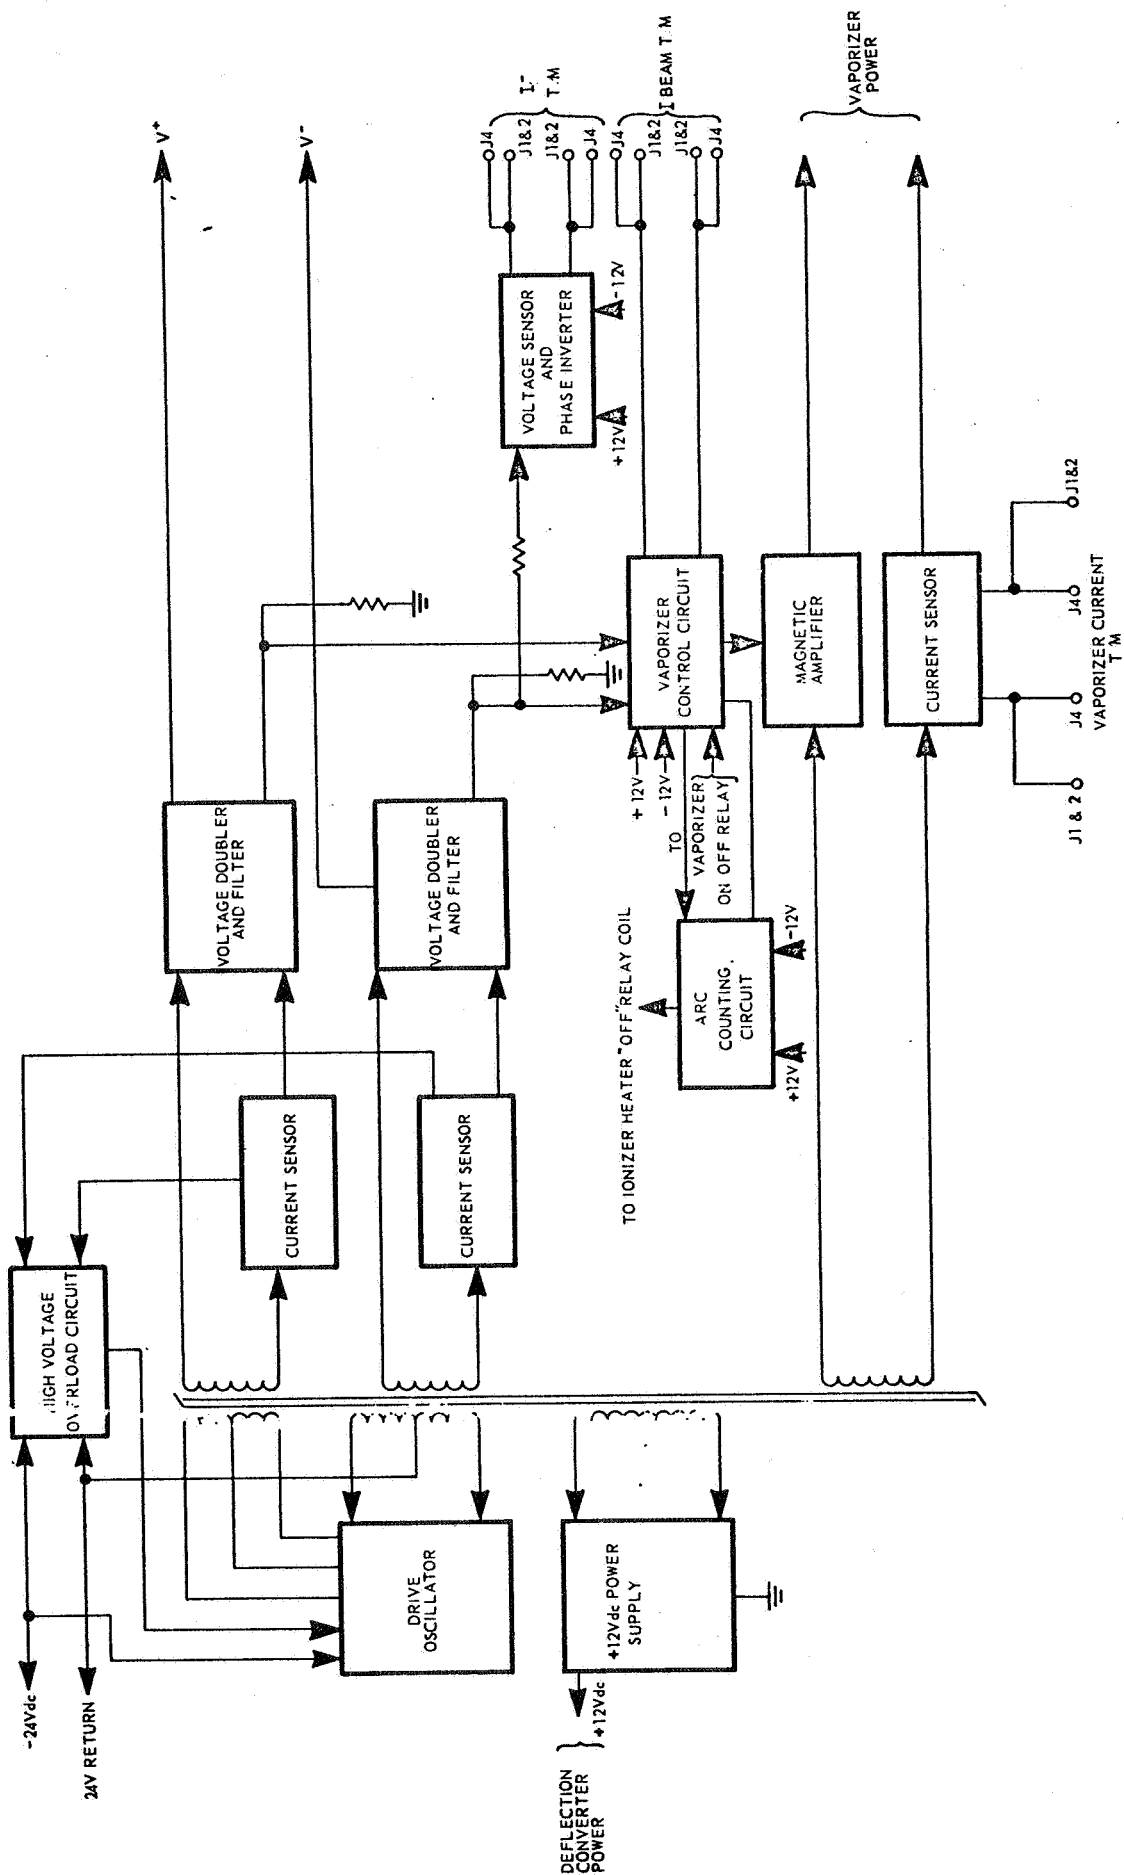 -24Vdc
24V RETURN
HIGH VOLTAGE
OVERLOAD CIRCUIT
DRIVE
OSCILLATOR
+12Vdc POWER
SUPPLY
+12Vdc
DEFLECTION
CONVERTER
POWER
CURRENT SENSOR
CURRENT SENSOR
VOLTAGE DOUBLER
AND FILTER
VOLTAGE DOUBLER
AND FILTER
V+
V-
VOLTAGE SENSOR
AND
PHASE INVERTER
+12V
-12V
J4
J1&2
J1&2
J4
I-
T.M
J4
J1&2
J1&2
J4
I BEAM T.M
TO IONIZER HEATER "OFF" RELAY COIL
ARC
COUNTING
CIRCUIT
+12V
-12V
+12V
-12V
TO
VAPORIZER
ON OFF RELAY
VAPORIZER
CONTROL CIRCUIT
MAGNETIC
AMPLIFIER
CURRENT SENSOR
VAPORIZER
POWER
J1 & 2
J4
J4
J1&2
VAPORIZER CURRENT
T M